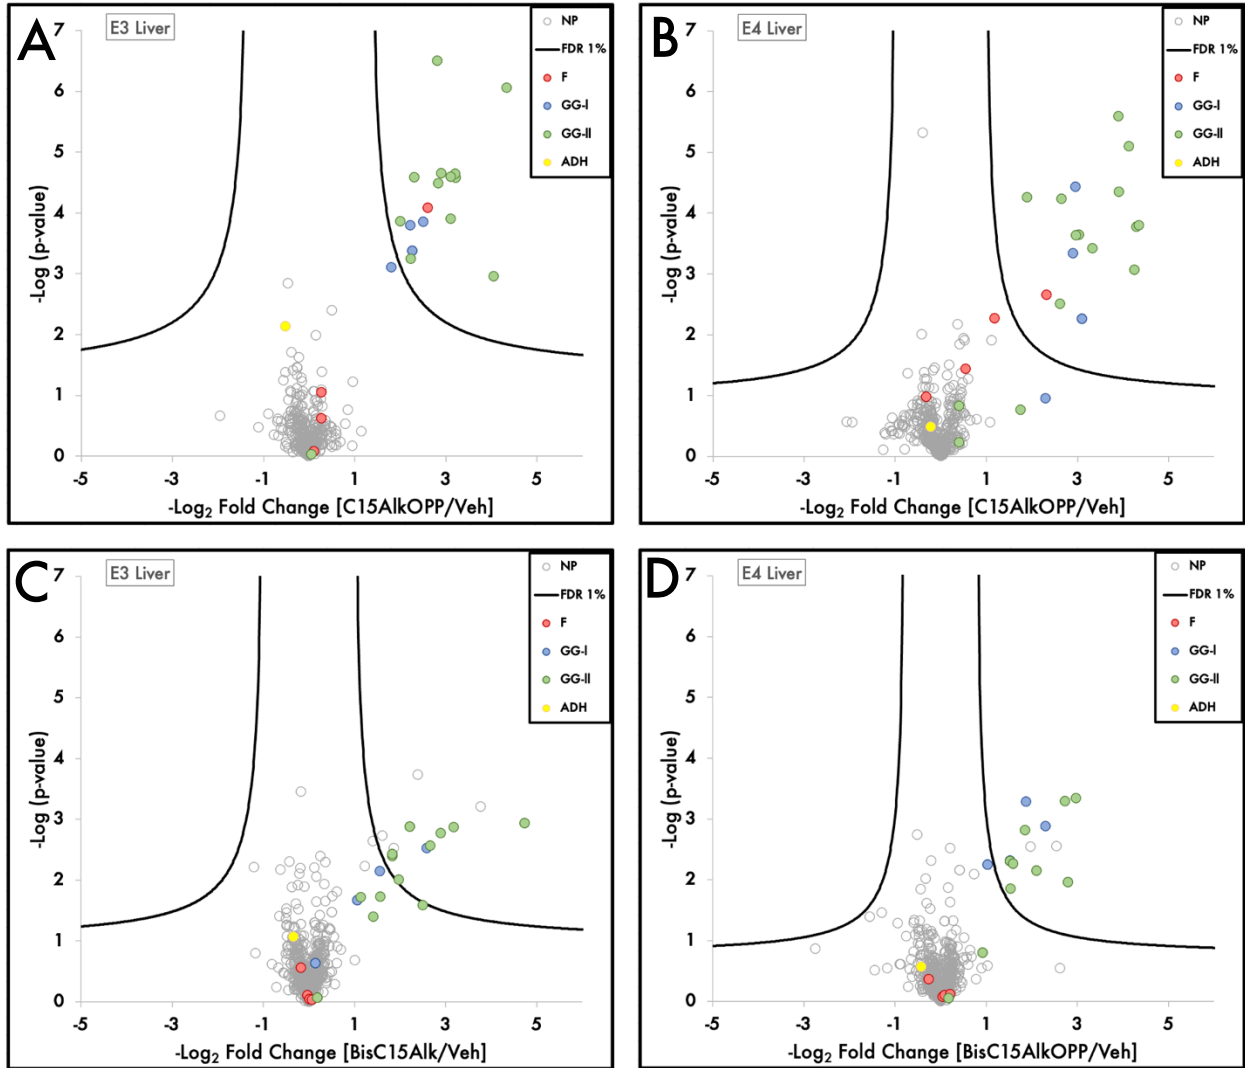 A
E3 Liver
NP
FDR 1%
F
GG-I
GG-II
ADH
7
6
5
4
3
2
1
0
-Log (p-value)
-5 -3 -1 1 3 5
-Log2 Fold Change [C15AlkOPP/Veh]
B
E4 Liver
NP
FDR 1%
F
GG-I
GG-II
ADH
7
6
5
4
3
2
1
0
-Log (p-value)
-5 -3 -1 1 3 5
-Log2 Fold Change [C15AlkOPP/Veh]
C
E3 Liver
NP
FDR 1%
F
GG-I
GG-II
ADH
7
6
5
4
3
2
1
0
-Log (p-value)
-5 -3 -1 1 3 5
-Log2 Fold Change [BisC15Alk/Veh]
D
E4 Liver
NP
FDR 1%
F
GG-I
GG-II
ADH
7
6
5
4
3
2
1
0
-Log (p-value)
-5 -3 -1 1 3 5
-Log2 Fold Change [BisC15AlkOPP/Veh]